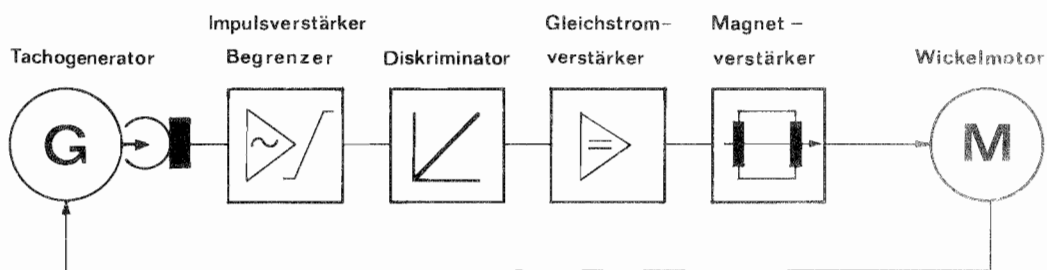 Impulsverstärker
Begrenzer
Tachogenerator
Diskriminator
Gleichstrom-
verstärker
Magnet-
verstärker
Wickelmotor
G
M